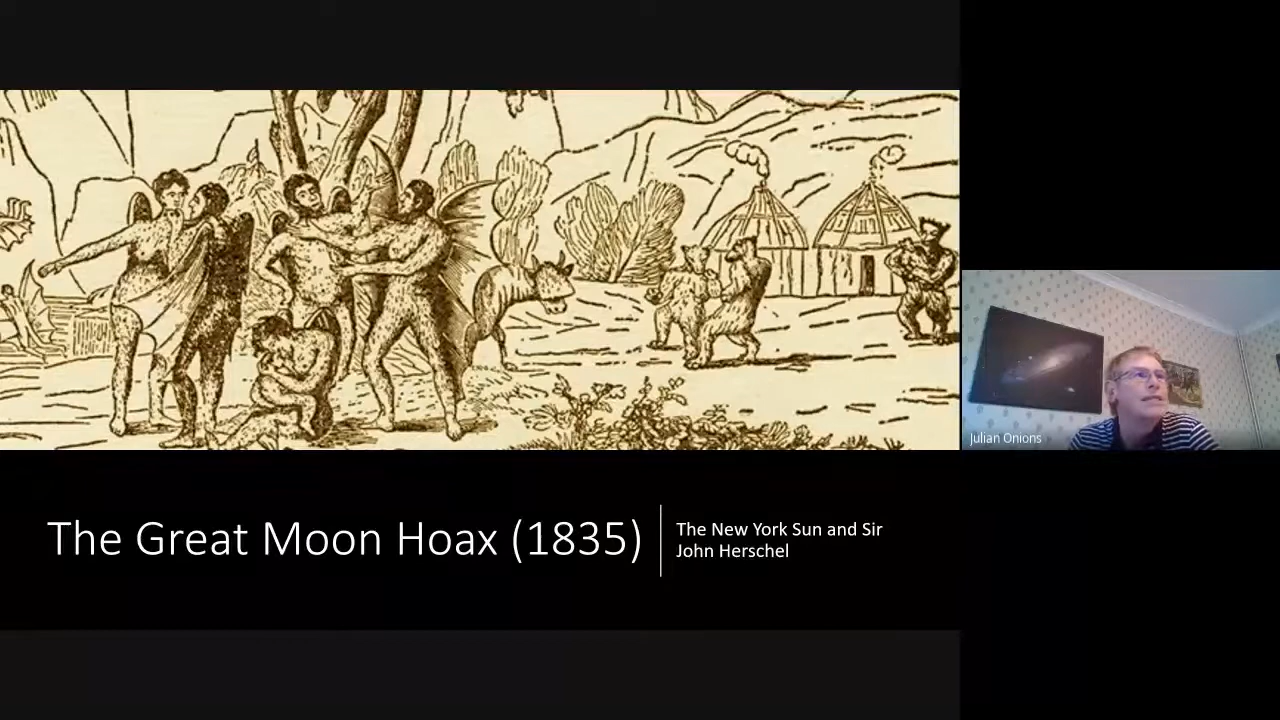 Julian Onions
The Great Moon Hoax (1835)
The New York Sun and Sir
John Herschel